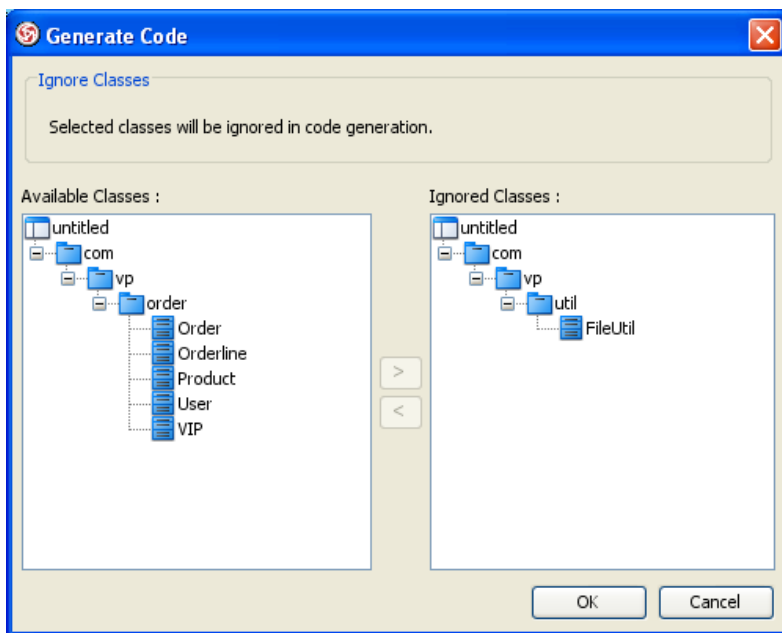 Generate Code
Ignore Classes
Selected classes will be ignored in code generation.
Available Classes :
untitled
com
vp
order
Order
Orderline
Product
User
VIP
>
<
Ignored Classes :
untitled
com
vp
util
FileUtil
OK
Cancel